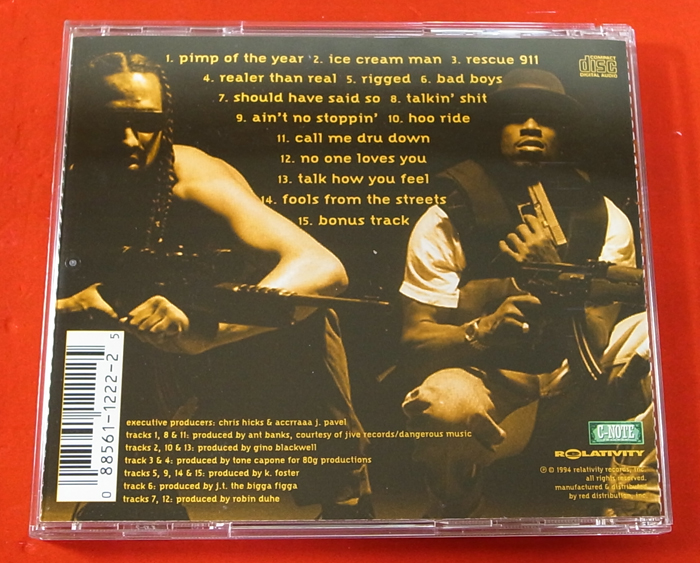 1. pimp of the year 2. ice cream man 3. rescue 911
4. realer than real 5. rigged 6. bad boys
7. should have said so 8. talkin' shit
9. ain't no stoppin' 10. hoo ride
11. call me dru down
12. no one loves you
13. talk how you feel
14. fools from the streets
15. bonus track
COMPACT
disc
DIGITAL AUDIO
0 88561-1222-2 5
executive producers: chris hicks & accrraaa j. pavel
tracks 1, 8 & 11: produced by ant banks, courtesy of jive records/dangerous music
tracks 2, 10 & 13: produced by gino blackwell
track 3 & 4: produced by tone capone for 80g productions
tracks 5, 9, 14 & 15: produced by k. foster
track 6: produced by j.t. the bigga figga
tracks 7, 12: produced by robin duhe
C-NOTE
RELATIVITY
℗ © 1994 relativity records, inc.
all rights reserved.
manufactured & distributed
by red distribution, inc.